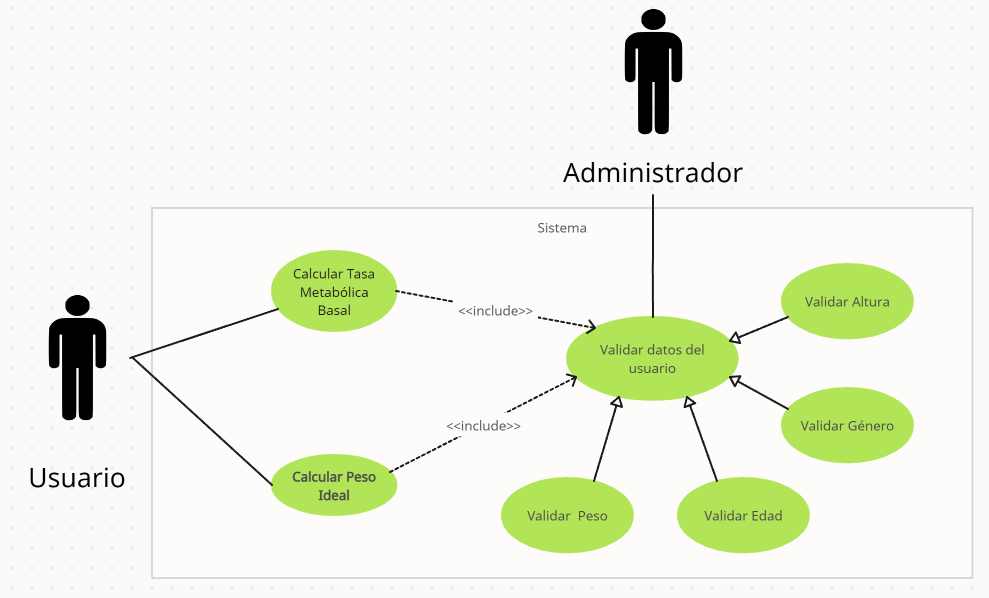 Administrador
Sistema
Calcular Tasa
Metabólica
Basal
<<include>>
Validar Altura
Validar datos del
usuario
Validar Género
<<include>>
Usuario
Calcular Peso
Ideal
Validar Peso
Validar Edad